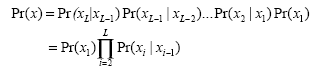 Pr(x) = Pr(x_L|x_{L−1}) Pr(x_{L−1} | x_{L−2})…Pr(x_2 | x_1) Pr(x_1)
= Pr(x_1) ∏_{i=2}^{L} Pr(x_i | x_{i−1})